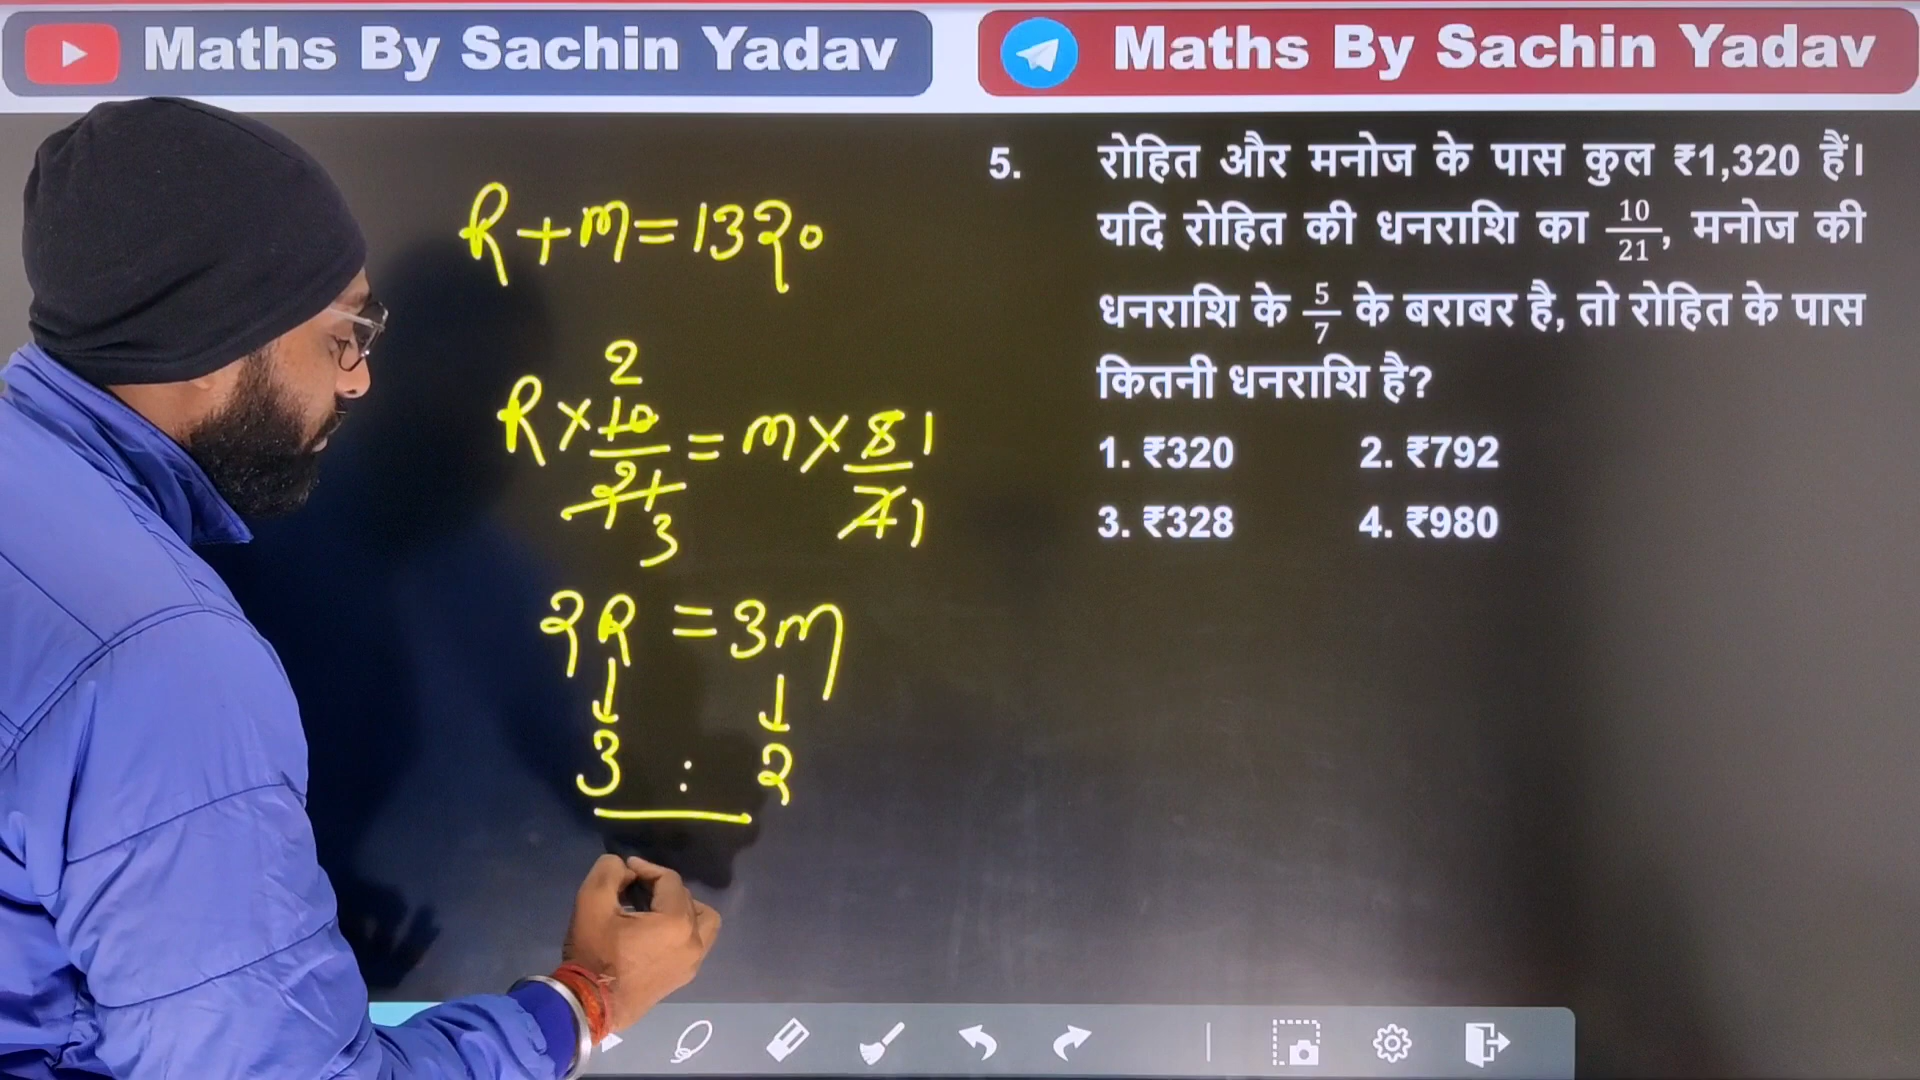 Maths By Sachin Yadav
Maths By Sachin Yadav
5. रोहित और मनोज के पास कुल ₹1,320 हैं।
यदि रोहित की धनराशि का 10/21, मनोज की
धनराशि के 5/7 के बराबर है, तो रोहित के पास
कितनी धनराशि है?
1. ₹320 2. ₹792
3. ₹328 4. ₹980
R+M=1320
2
R × 10/21 = M × 5/7 1
3 1
2R = 3M
↓ ↓
3 : 2